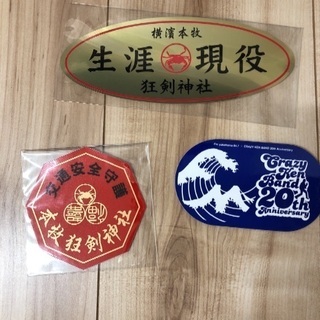 横濱本牧
生涯現役
狂剣神社
交通安全守護
本牧狂剣神社
Crazy
Ken
Band
20th
Anniversary